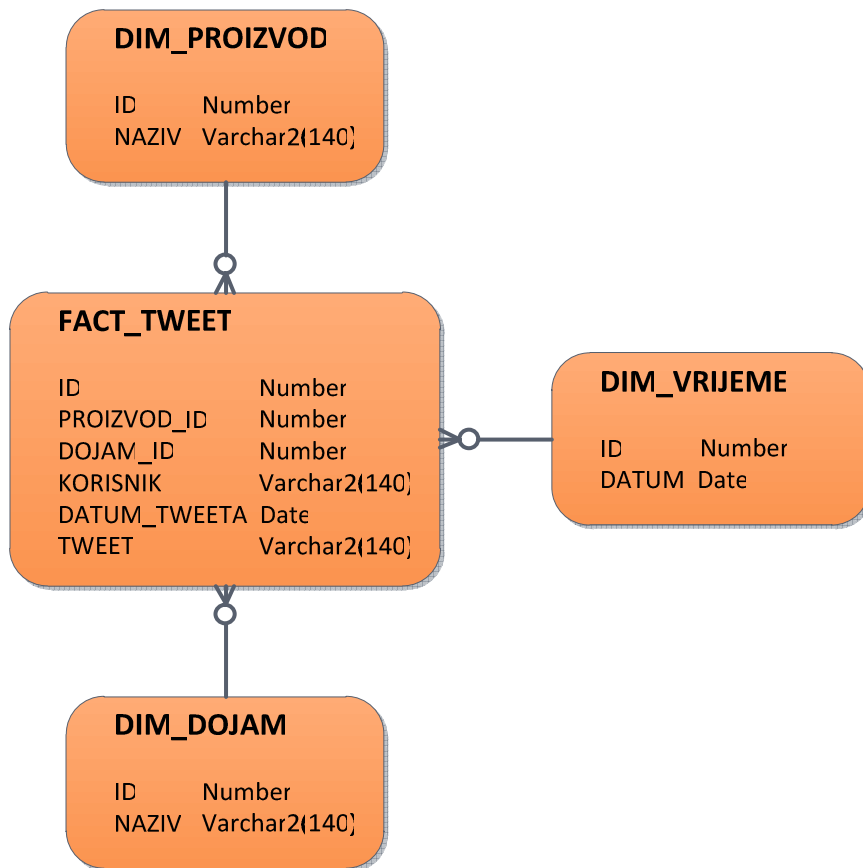 DIM_PROIZVOD
ID Number
NAZIV Varchar2(140)
FACT_TWEET
ID Number
PROIZVOD_ID Number
DOJAM_ID Number
KORISNIK Varchar2(140)
DATUM_TWEETA Date
TWEET Varchar2(140)
DIM_VRIJEME
ID Number
DATUM Date
DIM_DOJAM
ID Number
NAZIV Varchar2(140)